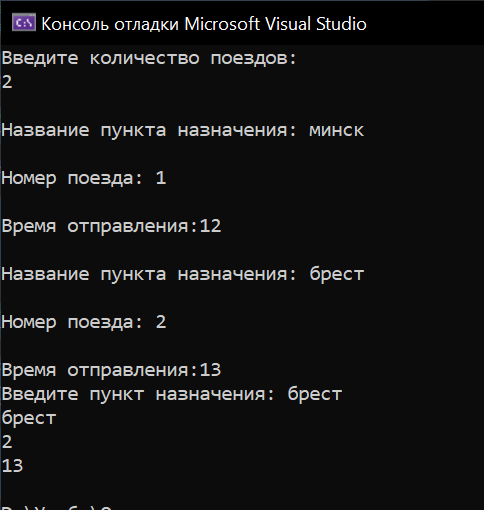 Консоль отладки Microsoft Visual Studio
Введите количество поездов:
2
Название пункта назначения: минск
Номер поезда: 1
Время отправления:12
Название пункта назначения: брест
Номер поезда: 2
Время отправления:13
Введите пункт назначения: брест
брест
2
13